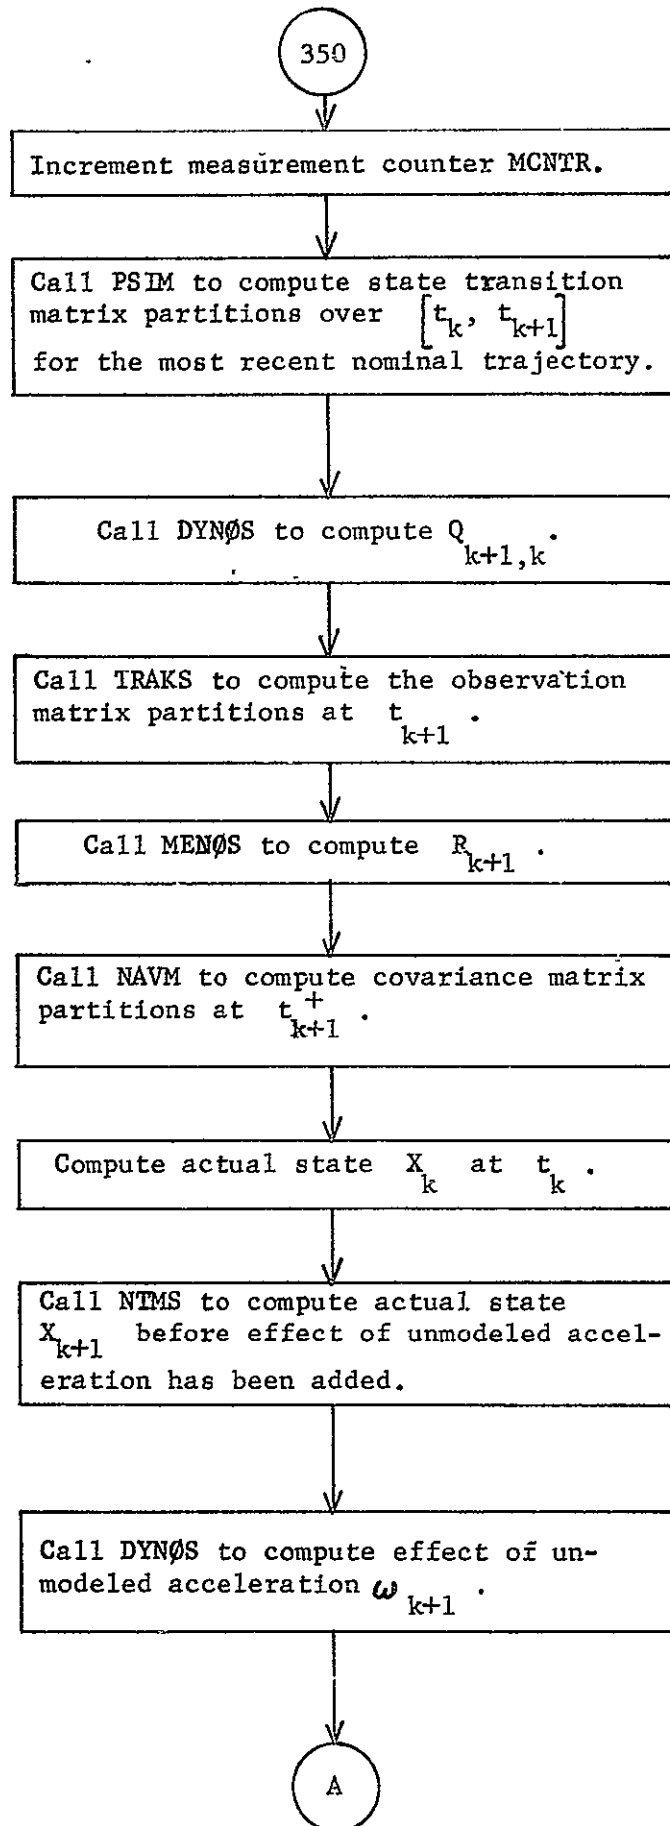 350
Increment measurement counter MCNTR.
Call PSIM to compute state transition
matrix partitions over [t_k, t_k+1]
for the most recent nominal trajectory.
Call DYNØS to compute Q_k+1,k.
Call TRAKS to compute the observation
matrix partitions at t_k+1 .
Call MENØS to compute R_k+1 .
Call NAVM to compute covariance matrix
partitions at t_k+1^+ .
Compute actual state X_k at t_k .
Call NTMS to compute actual state
X_k+1 before effect of unmodeled accel-
eration has been added.
Call DYNØS to compute effect of un-
modeled acceleration ω_k+1 .
A